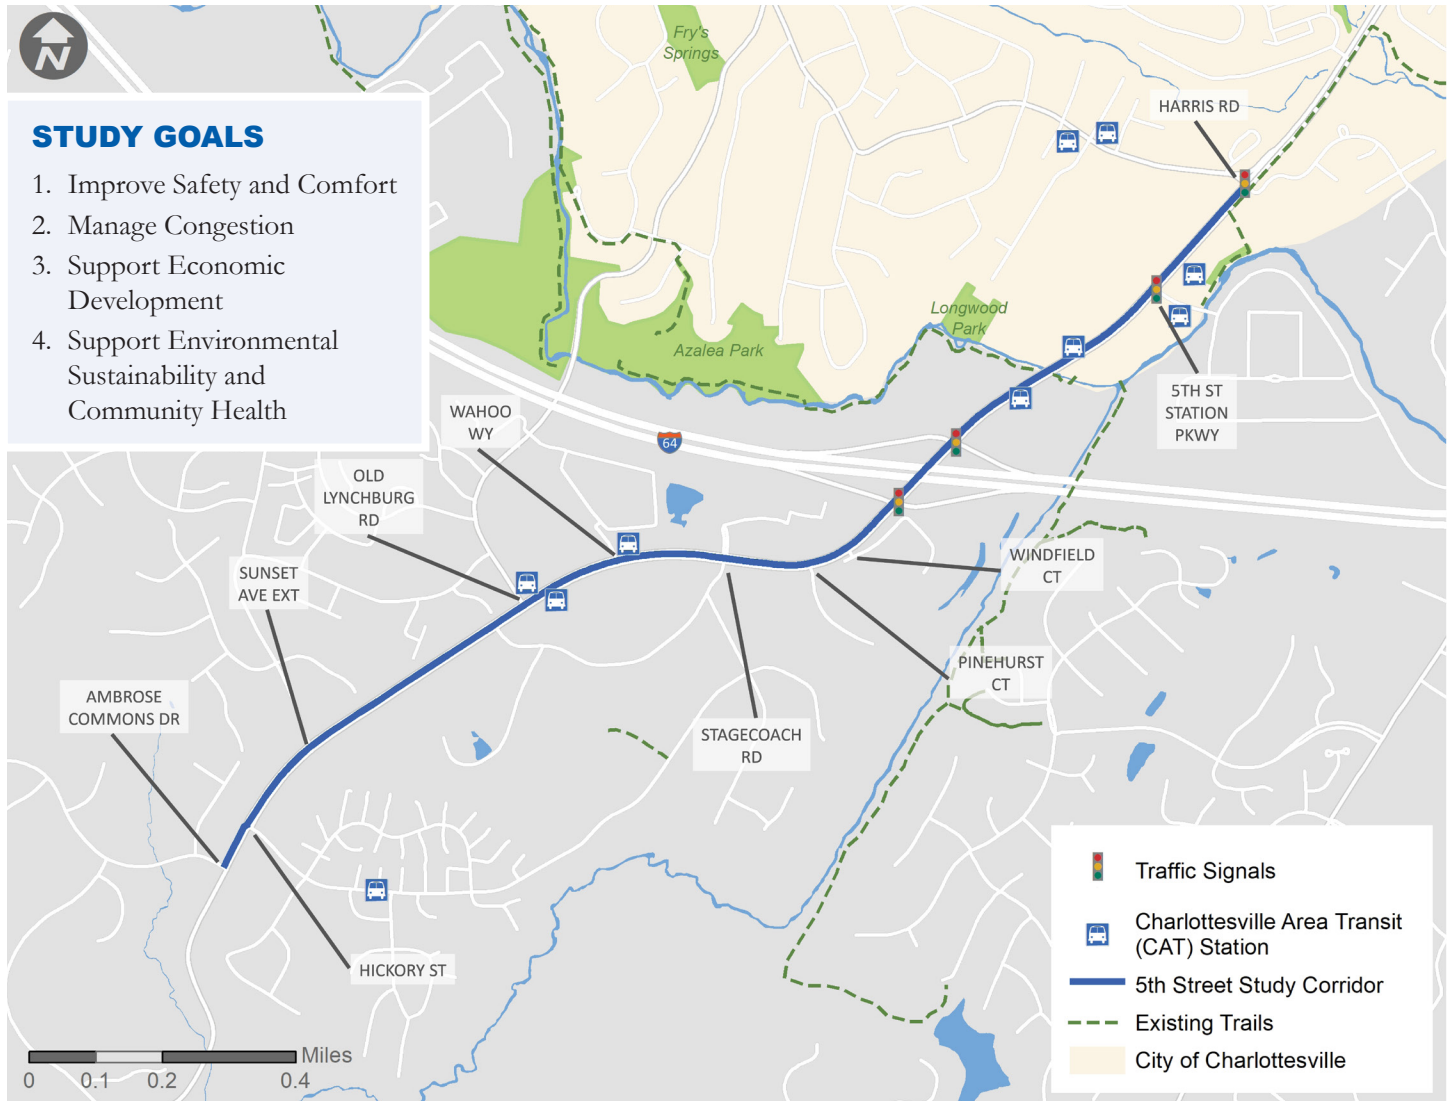 N
STUDY GOALS
1. Improve Safety and Comfort
2. Manage Congestion
3. Support Economic
Development
4. Support Environmental
Sustainability and
Community Health
Fry's
Springs
HARRIS RD
Longwood
Park
Azalea Park
5TH ST
STATION
PKWY
WAHOO
WY
64
OLD
LYNCHBURG
RD
WINDFIELD
CT
SUNSET
AVE EXT
PINEHURST
CT
AMBROSE
COMMONS DR
STAGECOACH
RD
HICKORY ST
Traffic Signals
Charlottesville Area Transit
(CAT) Station
5th Street Study Corridor
Existing Trails
City of Charlottesville
Miles
0 0.1 0.2 0.4